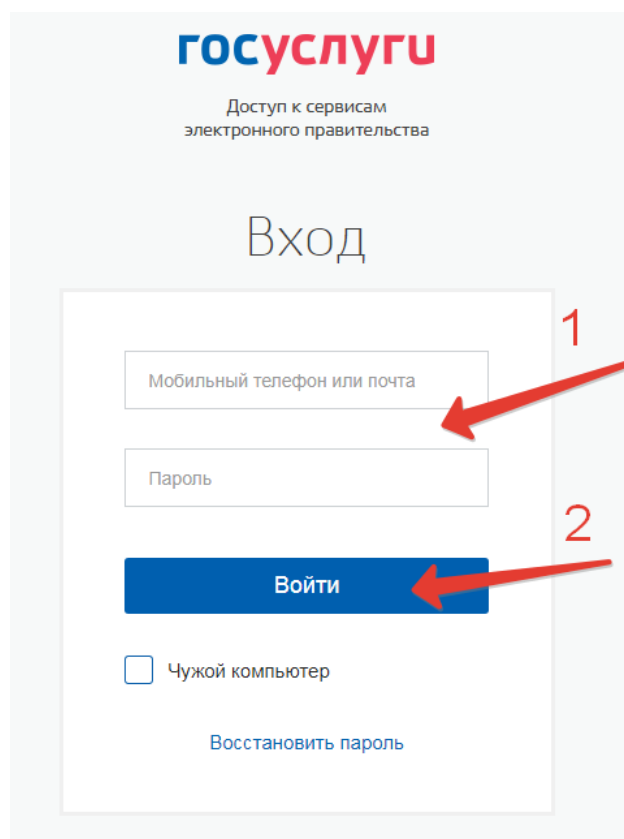 госуслуги
Доступ к сервисам
электронного правительства
Вход
1
Мобильный телефон или почта
Пароль
2
Войти
Чужой компьютер
Восстановить пароль